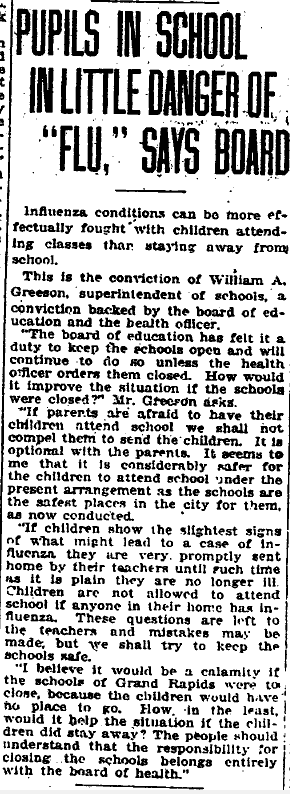 PUPILS IN SCHOOL
IN LITTLE DANGER OF
"FLU," SAYS BOARD
Influenza conditions can be more ef-
fectually fought with children attend-
ing classes than staying away from
school.
This is the conviction of William A.
Greeson, superintendent of schools, a
conviction backed by the board of ed-
ucation and the health officer.
"The board of education has felt it a
duty to keep the schools open and will
continue to do so unless the health
officer orders them closed. How would
it improve the situation if the schools
were closed?" Mr. Greeson asks.
"If parents are afraid to have their
children attend school we shall not
compel them to send the children. It is
optional with the parents. It seems to
me that it is considerably safer for
the children to attend school under the
present arrangement as the schools are
the safest places in the city for them,
as now conducted.
"If children show the slightest signs
of what might lead to a case of in-
fluenza they are very promptly sent
home by their teachers until such time
as it is plain they are no longer ill.
Children are not allowed to attend
school if anyone in their home has in-
fluenza. These questions are left to
the teachers and mistakes may be
made, but we shall try to keep the
schools safe.
"I believe it would be a calamity if
the schools of Grand Rapids were to
close, because the children would have
no place to go. How, in the least,
would it help the situation if the chil-
dren did stay away? The people should
understand that the responsibility for
closing the schools belongs entirely
with the board of health."